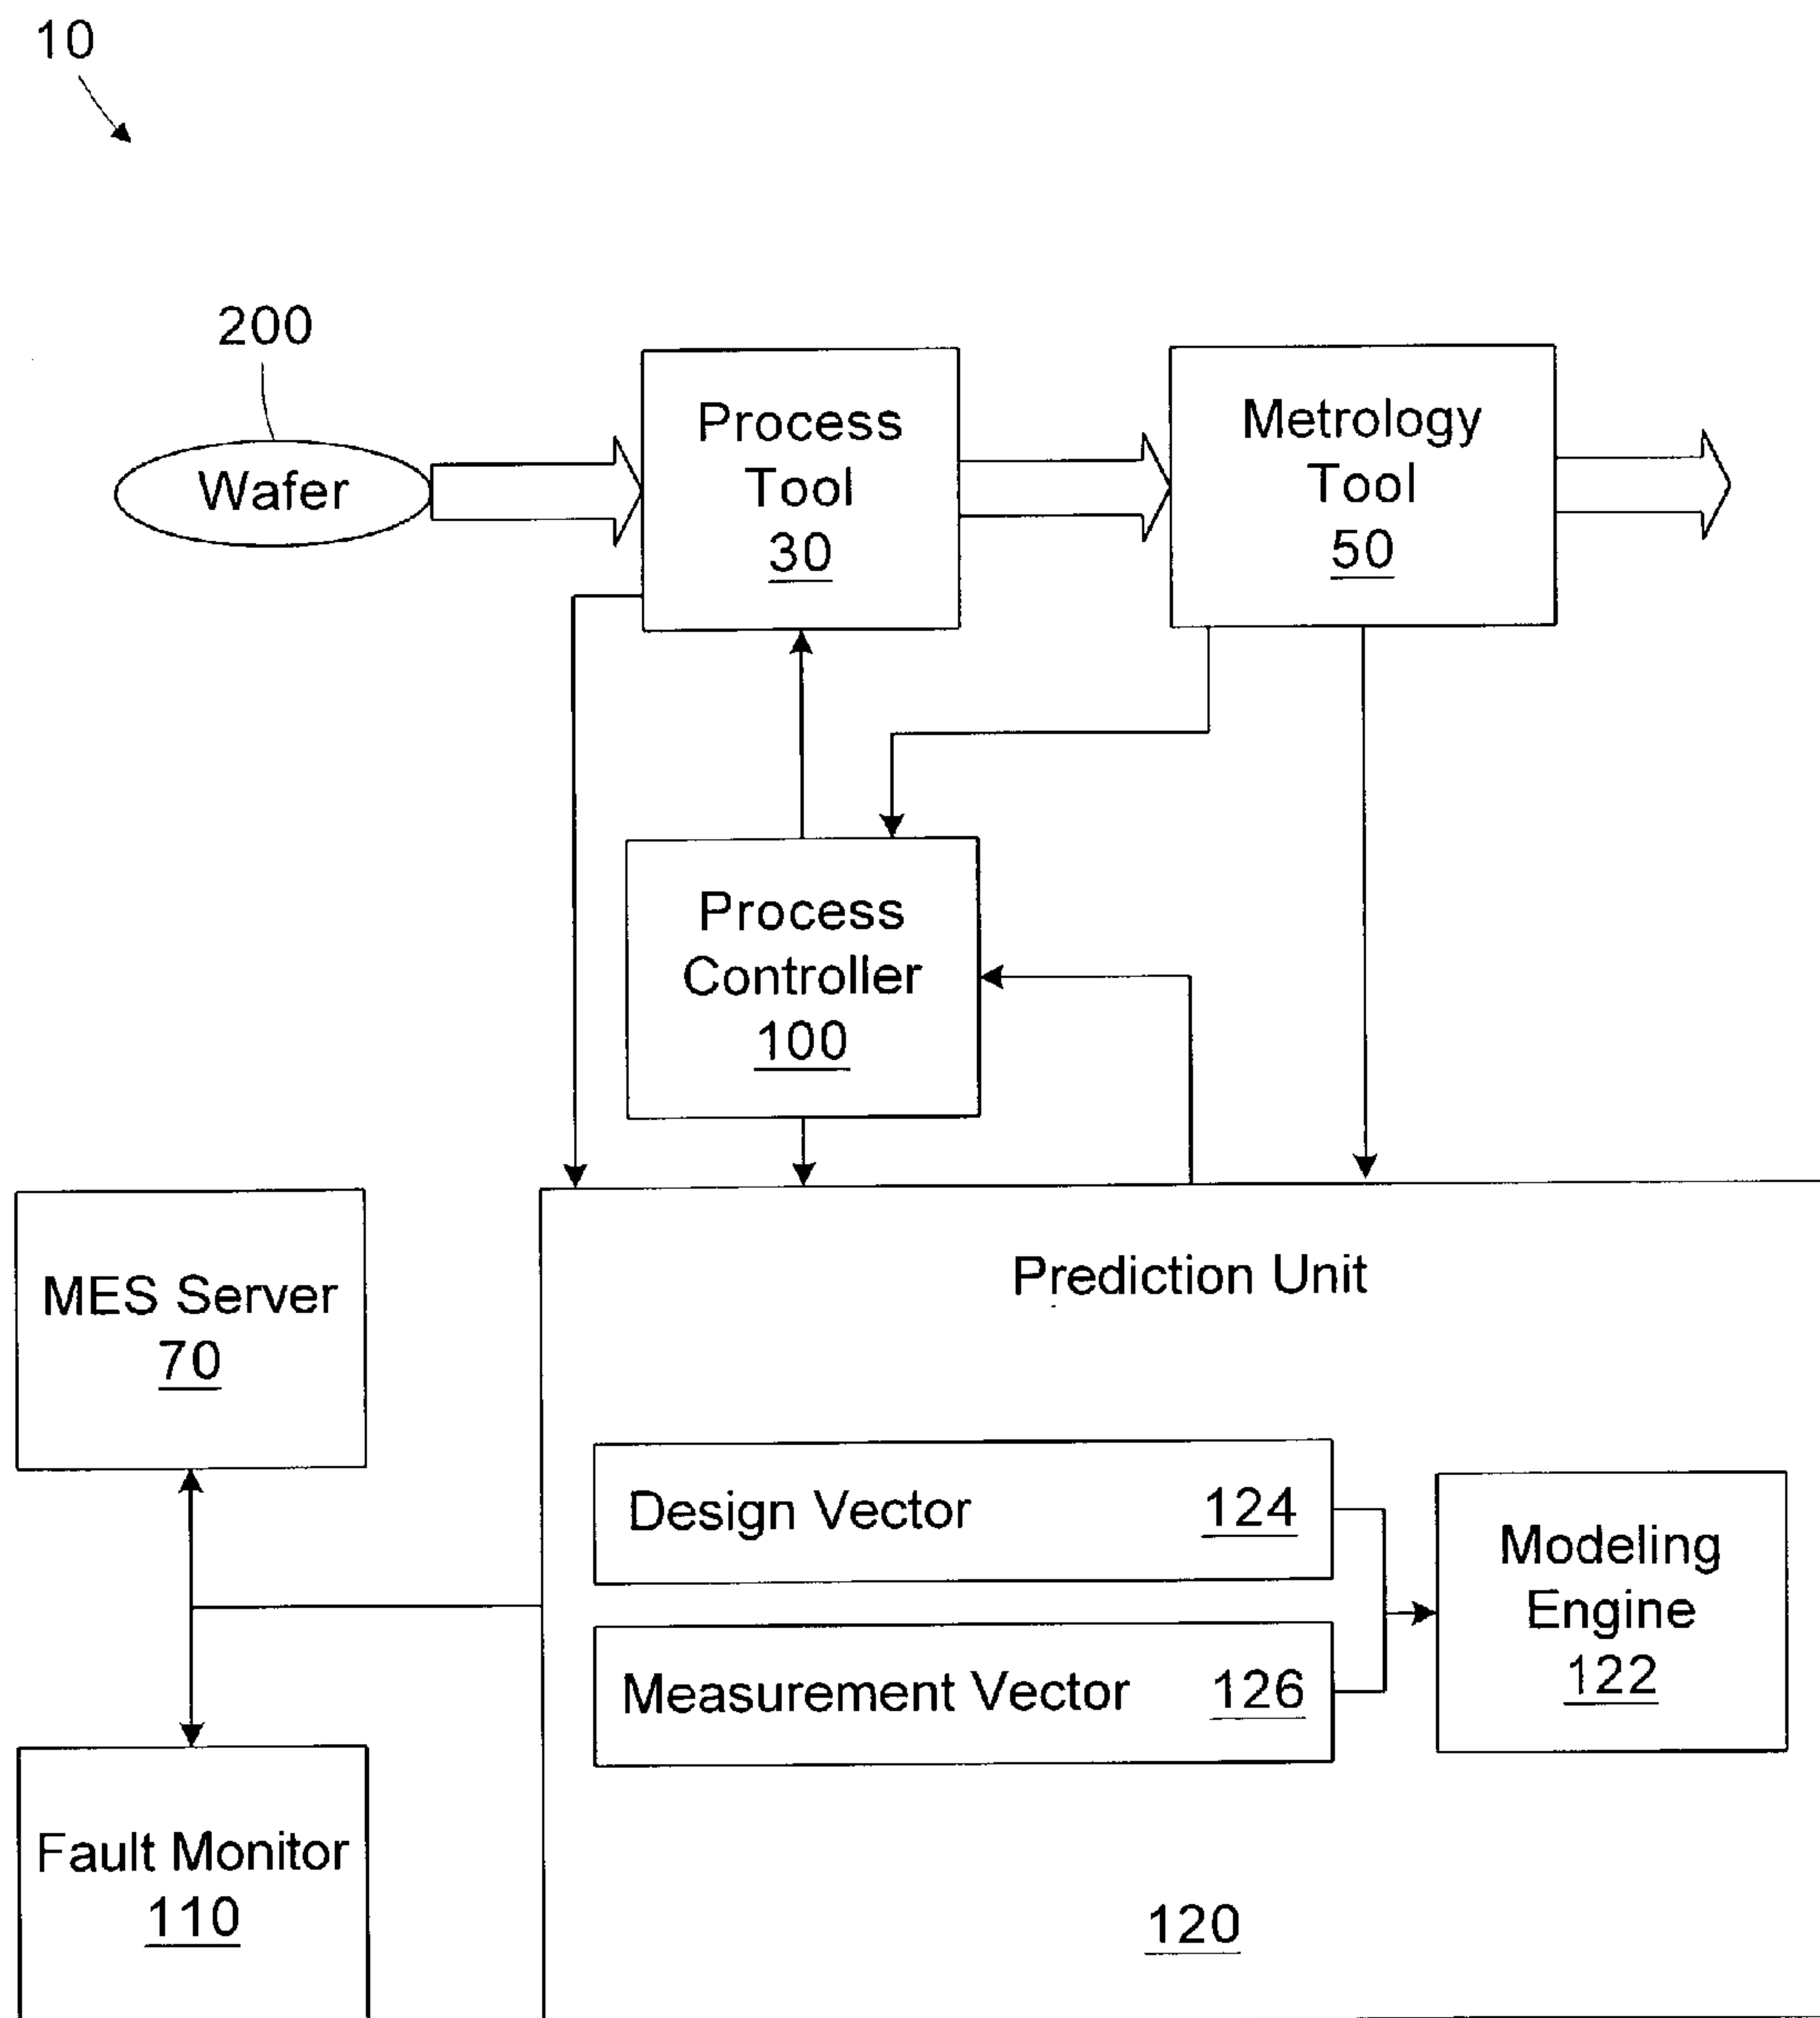 10
200
Wafer
Process
Tool
30
Metrology
Tool
50
Process
Controller
100
MES Server
70
Prediction Unit
Design Vector 124
Measurement Vector 126
Modeling
Engine
122
Fault Monitor
110
120